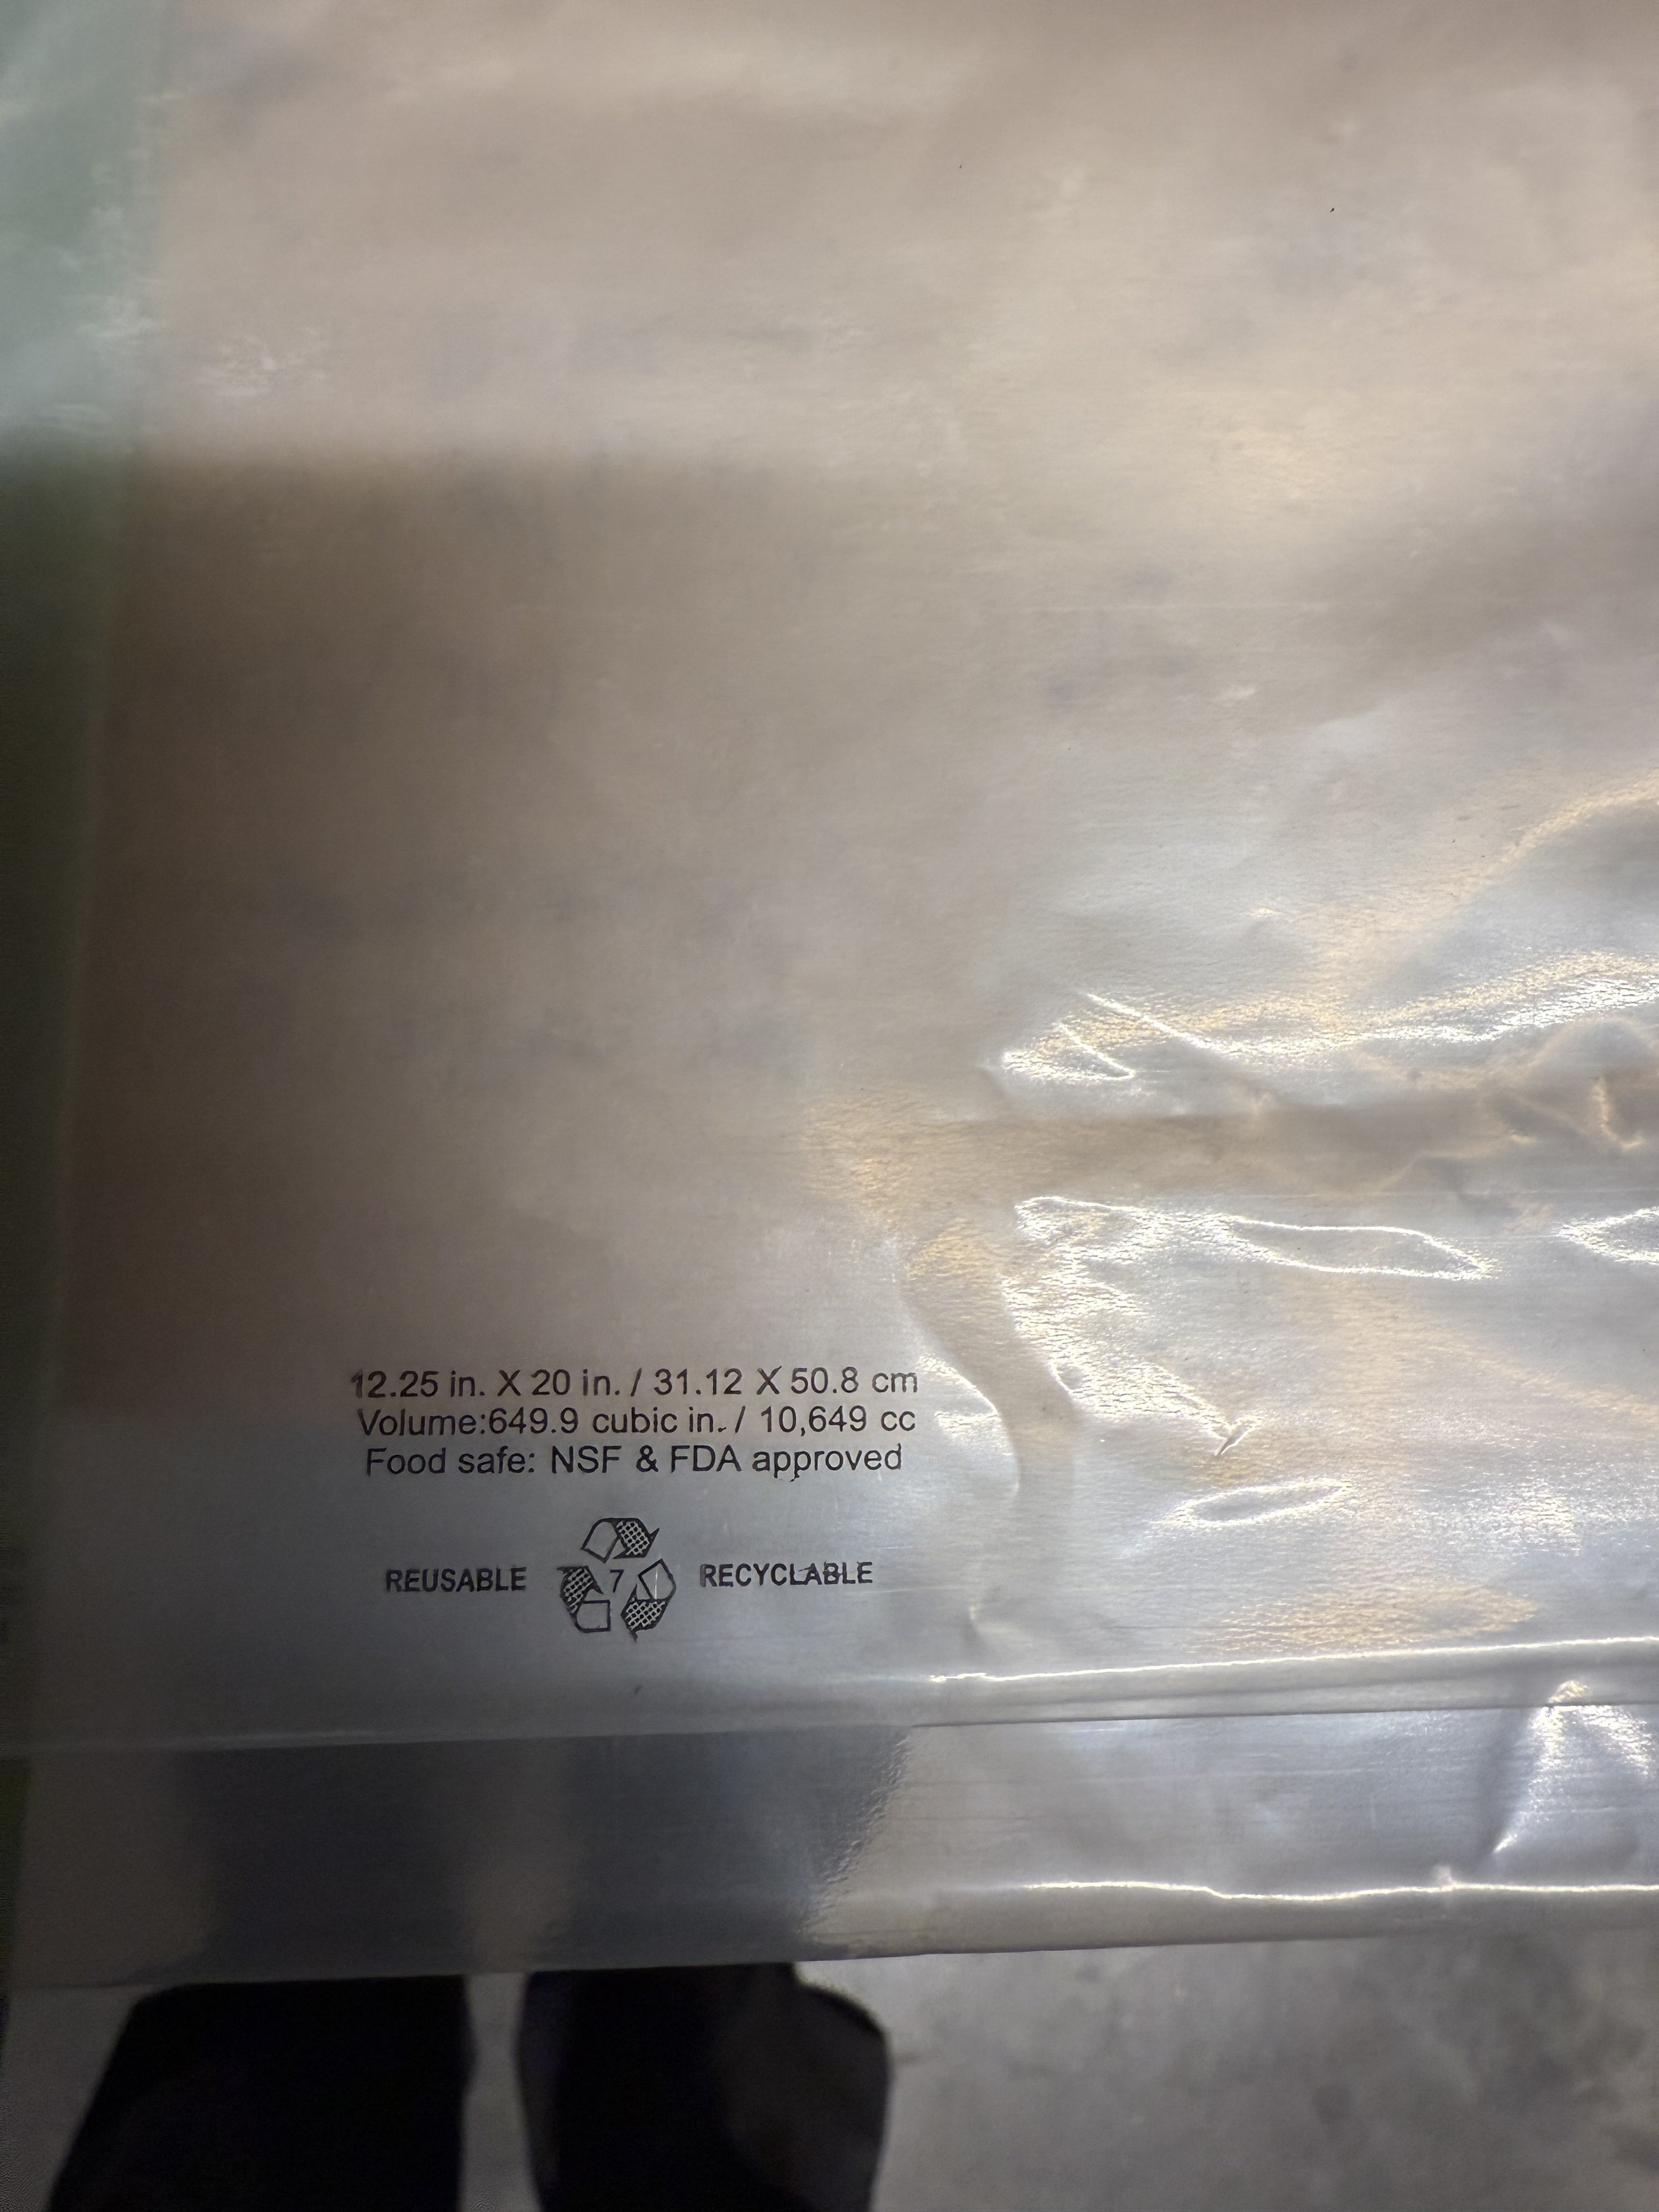 12.25 in. X 20 in. / 31.12 X 50.8 cm
Volume:649.9 cubic in. / 10,649 cc
Food safe: NSF & FDA approved
REUSABLE 7 RECYCLABLE